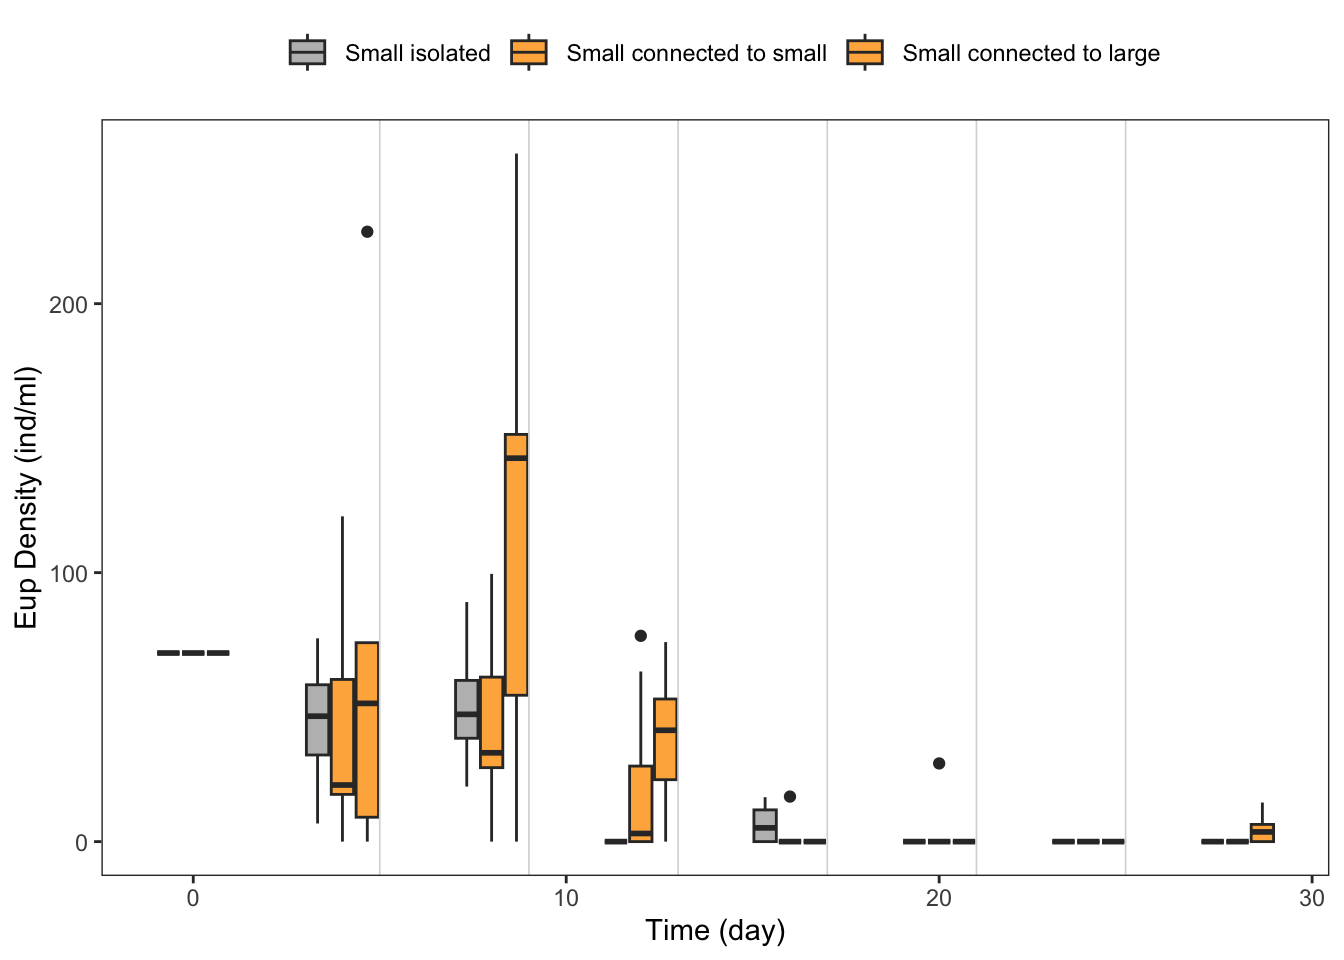 Small isolated Small connected to small Small connected to large
Eup Density (ind/ml)
200
100
0
0 10 20 30
Time (day)